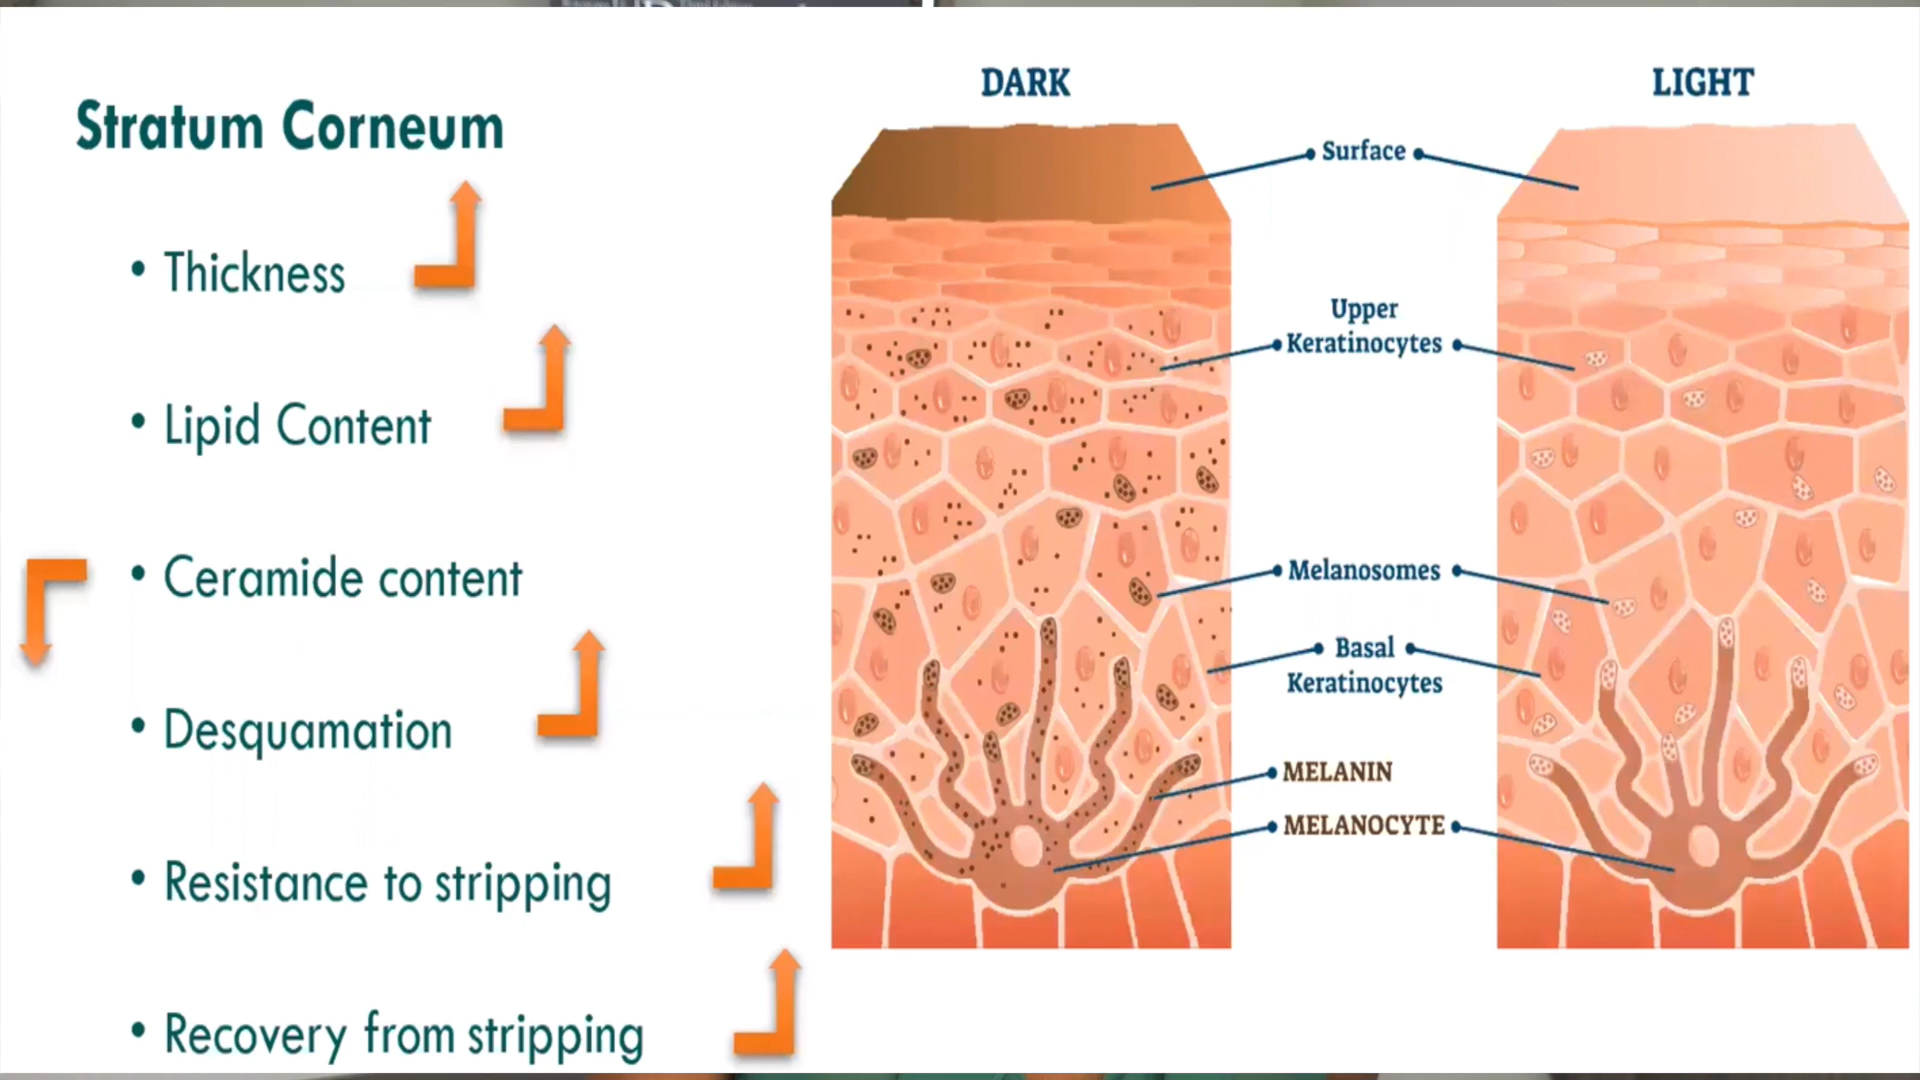 Stratum Corneum
• Thickness
• Lipid Content
• Ceramide content
• Desquamation
• Resistance to stripping
• Recovery from stripping
DARK
LIGHT
Surface
Upper
Keratinocytes
Melanosomes
Basal
Keratinocytes
MELANIN
MELANOCYTE